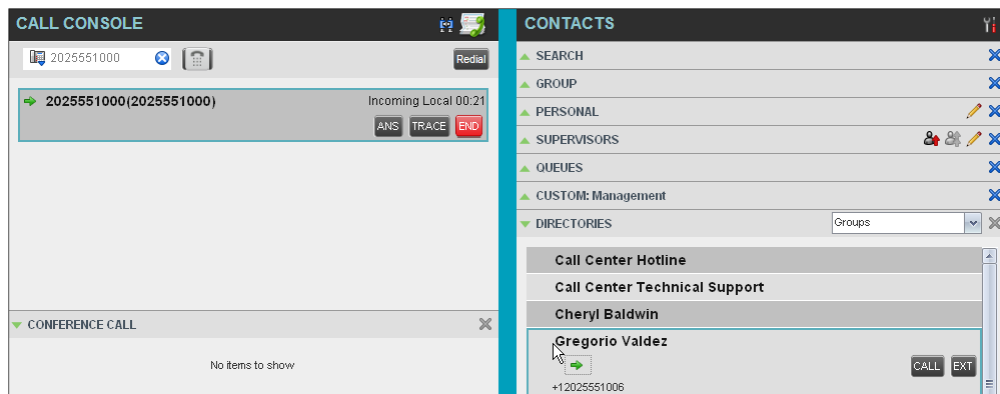 CALL CONSOLE
2025551000
Redial
2025551000(2025551000)
Incoming Local 00:21
ANS TRACE END
CONFERENCE CALL
No items to show
CONTACTS
SEARCH
GROUP
PERSONAL
SUPERVISORS
QUEUES
CUSTOM: Management
DIRECTORIES
Groups
Call Center Hotline
Call Center Technical Support
Cheryl Baldwin
Gregorio Valdez
CALL EXT
+12025551006